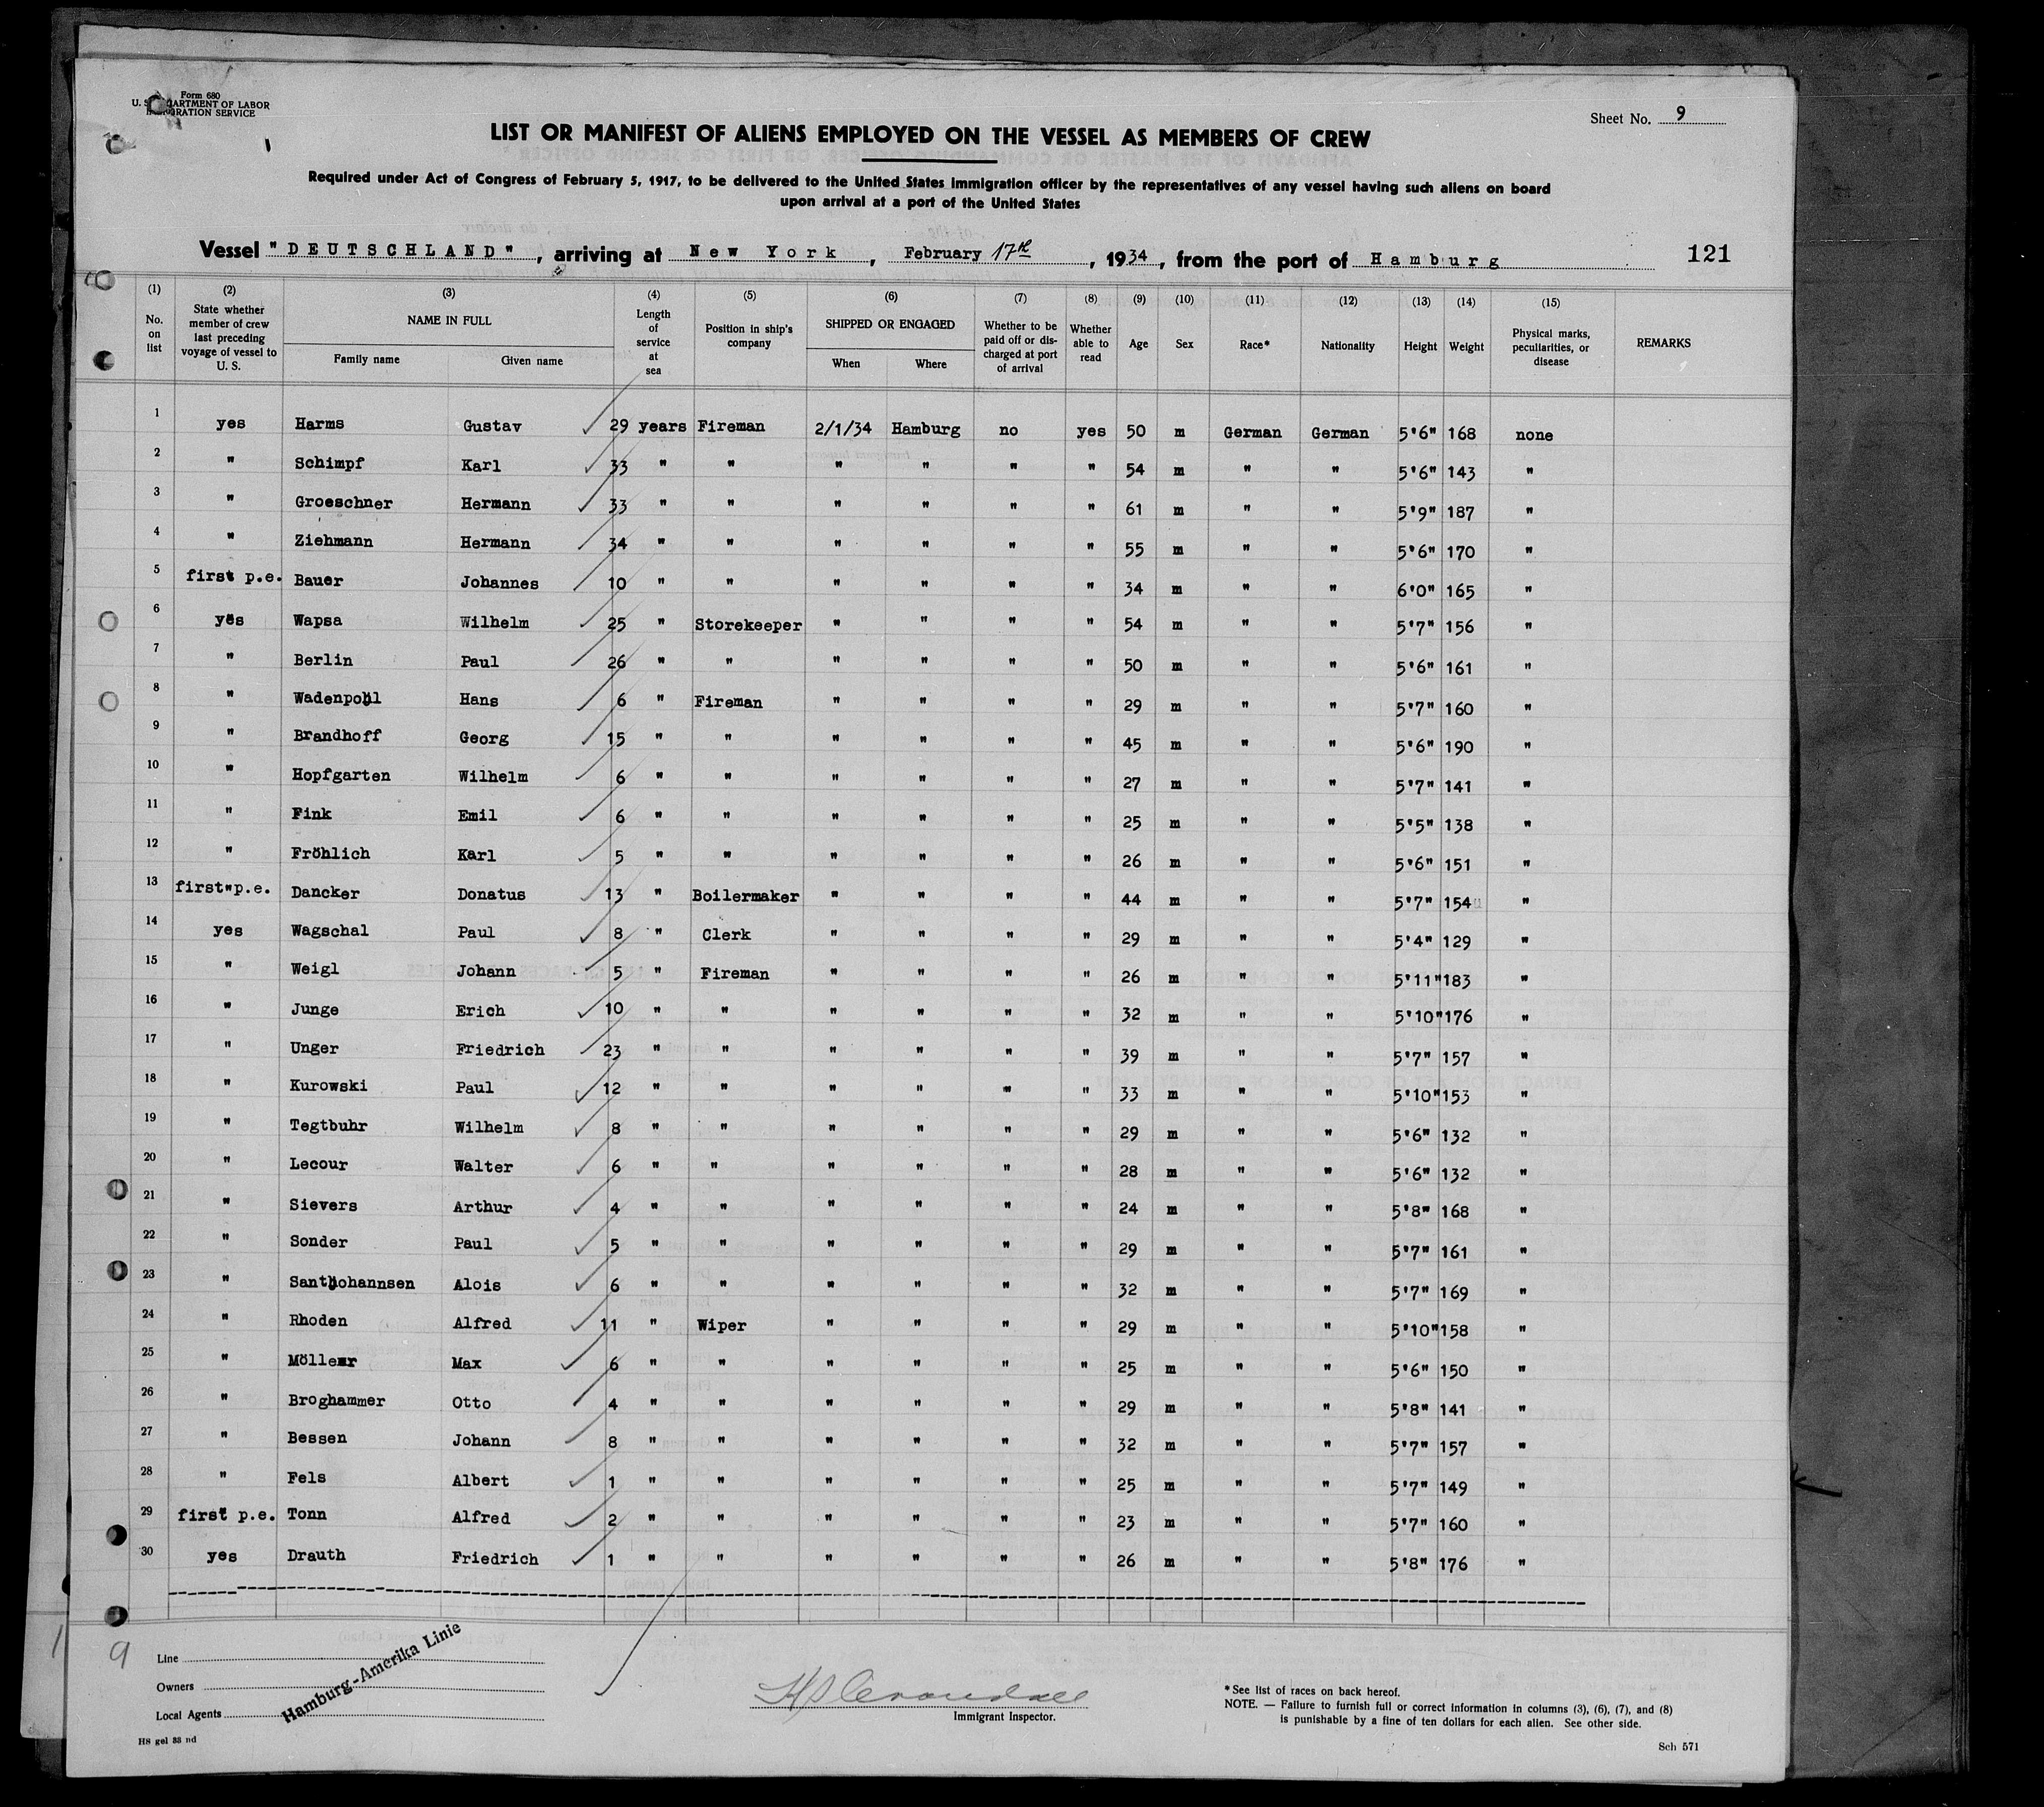 Form 680
U. S. DEPARTMENT OF LABOR
IMMIGRATION SERVICE
Sheet No. 9
LIST OR MANIFEST OF ALIENS EMPLOYED ON THE VESSEL AS MEMBERS OF CREW
Required under Act of Congress of February 5, 1917, to be delivered to the United States immigration officer by the representatives of any vessel having such aliens on board
upon arrival at a port of the United States
Vessel "DEUTSCHLAND", arriving at New York, February 17th, 1934, from the port of Hamburg 121
(1) (2) (3) (4) (5) (6) (7) (8) (9) (10) (11) (12) (13) (14) (15)
No. on list | State whether member of crew last preceding voyage of vessel to U. S. | NAME IN FULL Family name Given name | Length of service at sea | Position in ship's company | SHIPPED OR ENGAGED When Where | Whether to be paid off or discharged at port of arrival | Whether able to read | Age | Sex | Race* | Nationality | Height | Weight | Physical marks, peculiarities, or disease | REMARKS
1 yes Harms Gustav 29 years Fireman 2/1/34 Hamburg no yes 50 m German German 5'6" 168 none
2 " Schimpf Karl 33 " " " " " " 54 m " " 5'6" 143 "
3 " Groeschner Hermann 33 " " " " " " 61 m " " 5'9" 187 "
4 " Ziehmann Hermann 34 " " " " " " 55 m " " 5'6" 170 "
5 first p.e. Bauer Johannes 10 " " " " " " 34 m " " 6'0" 165 "
6 yes Wapsa Wilhelm 25 " Storekeeper " " " " 54 m " " 5'7" 156 "
7 " Berlin Paul 26 " " " " " " 50 m " " 5'6" 161 "
8 " Wadenpohl Hans 6 " Fireman " " " " 29 m " " 5'7" 160 "
9 " Brandhoff Georg 15 " " " " " " 45 m " " 5'6" 190 "
10 " Hopfgarten Wilhelm 6 " " " " " " 27 m " " 5'7" 141 "
11 " Fink Emil 6 " " " " " " 25 m " " 5'5" 138 "
12 " Fröhlich Karl 5 " " " " " " 26 m " " 5'6" 151 "
13 first"p.e. Dancker Donatus 13 " Boilermaker " " " " 44 m " " 5'7" 154 "
14 yes Wagschal Paul 8 " Clerk " " " " 29 m " " 5'4" 129 "
15 " Weigl Johann 5 " Fireman " " " " 26 m " " 5'11" 183 "
16 " Junge Erich 10 " " " " " " 32 m " " 5'10" 176 "
17 " Unger Friedrich 23 " " " " " " 39 m " " 5'7" 157 "
18 " Kurowski Paul 12 " " " " " " 33 m " " 5'10" 153 "
19 " Tegtbuhr Wilhelm 8 " " " " " " 29 m " " 5'6" 132 "
20 " Lecour Walter 6 " " " " " " 28 m " " 5'6" 132 "
21 " Sievers Arthur 4 " " " " " " 24 m " " 5'8" 168 "
22 " Sonder Paul 5 " " " " " " 29 m " " 5'7" 161 "
23 " Santjohannsen Alois 6 " " " " " " 32 m " " 5'7" 169 "
24 " Rhoden Alfred 11 " Wiper " " " " 29 m " " 5'10" 158 "
25 " Möller Max 6 " " " " " " 25 m " " 5'6" 150 "
26 " Broghammer Otto 4 " " " " " " 29 m " " 5'8" 141 "
27 " Bessen Johann 8 " " " " " " 32 m " " 5'7" 157 "
28 " Fels Albert 1 " " " " " " 25 m " " 5'7" 149 "
29 first p.e. Tonn Alfred 2 " " " " " " 23 m " " 5'7" 160 "
30 yes Drauth Friedrich 1 " " " " " " 26 m " " 5'8" 176 "
9
Line
Owners
Local Agents
Hamburg-Amerika Linie
Immigrant Inspector.
* See list of races on back hereof.
NOTE. — Failure to furnish full or correct information in columns (3), (6), (7), and (8)
is punishable by a fine of ten dollars for each alien. See other side.
HS gel 33 nd
Sch 571